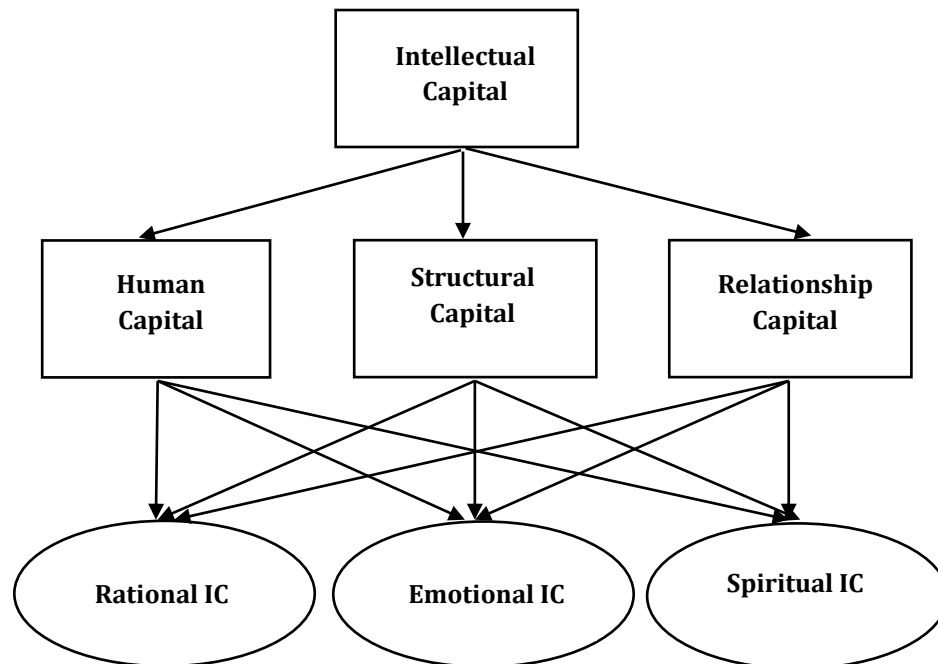 Intellectual
Capital
Human
Capital
Structural
Capital
Relationship
Capital
Rational IC
Emotional IC
Spiritual IC